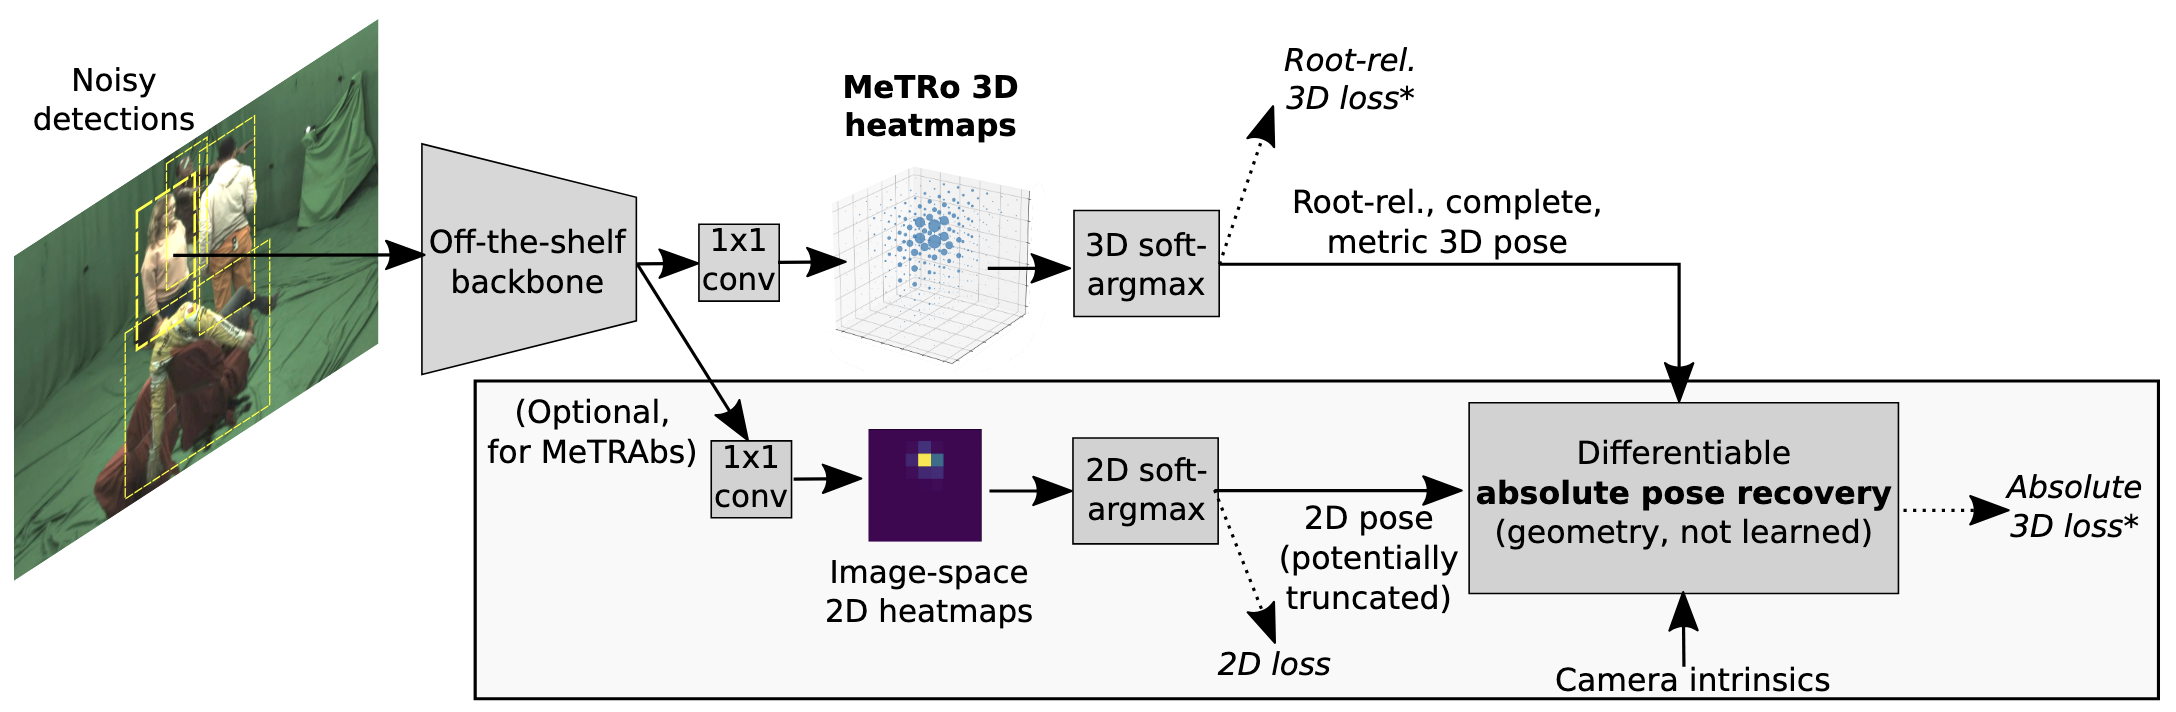 Noisy
detections
Off-the-shelf
backbone
1x1
conv
MeTRo 3D
heatmaps
3D soft-
argmax
Root-rel.
3D loss*
Root-rel., complete,
metric 3D pose
(Optional,
for MeTRAbs)
1x1
conv
Image-space
2D heatmaps
2D soft-
argmax
2D loss
2D pose
(potentially
truncated)
Differentiable
absolute pose recovery
(geometry, not learned)
Camera intrinsics
Absolute
3D loss*